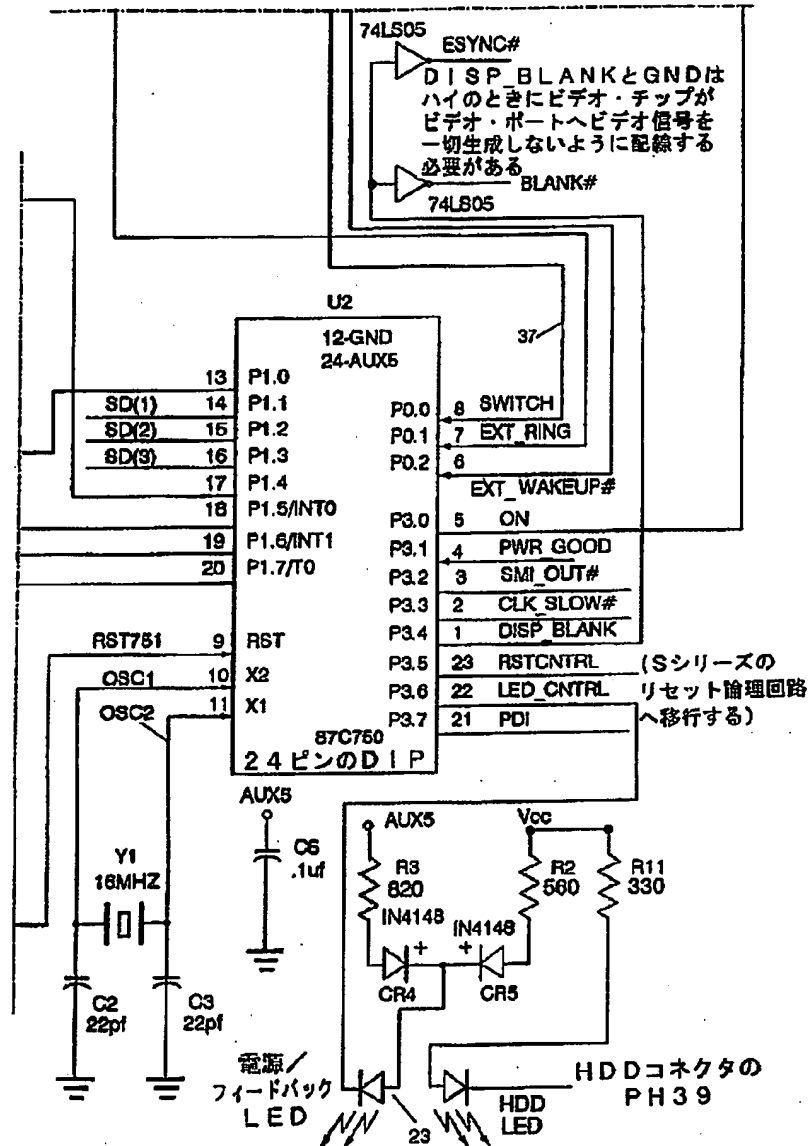 74LS05
ESYNC#
DISP_BLANKとGNDは
ハイのときにビデオ・チップが
ビデオ・ポートへビデオ信号を
一切生成しないように配線する
必要がある
BLANK#
74LS05
U2
37
12-GND
24-AUX5
13 P1.0
SD(1) 14 P1.1
SD(2) 15 P1.2
SD(3) 16 P1.3
17 P1.4
18 P1.5/INT0
19 P1.6/INT1
20 P1.7/T0
P0.0 8 SWITCH
P0.1 7 EXT_RING
P0.2 6
EXT_WAKEUP#
P3.0 5 ON
P3.1 4 PWR_GOOD
P3.2 3 SMI_OUT#
P3.3 2 CLK_SLOW#
P3.4 1 DISP_BLANK
P3.5 23 RSTCNTRL
P3.6 22 LED_CNTRL
P3.7 21 PDI
(Sシリーズの
リセット論理回路
へ移行する)
RST751 9 RST
OSC1 10 X2
OSC2 11 X1
87C750
24ピンのDIP
AUX5
C6
.1uf
Y1
16MHZ
C2
22pf
C3
22pf
AUX5
R3
820
IN4148
CR4
+
Vcc
R2
560
R11
330
IN4148
+
CR5
電源/
フィードバック
LED
23
HDD
LED
HDDコネクタの
PH39